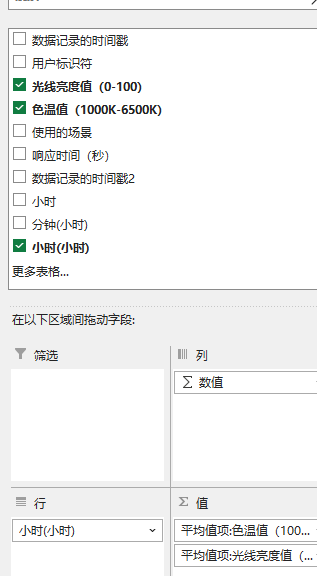 数据记录的时间戳
用户标识符
光线亮度值（0-100）
色温值（1000K-6500K）
使用的场景
响应时间（秒）
数据记录的时间戳2
小时
分钟(小时)
小时(小时)
更多表格...
在以下区域间拖动字段:
筛选
列
Σ 数值
行
Σ 值
小时(小时)
平均值项:色温值（100...
平均值项:光线亮度值（...